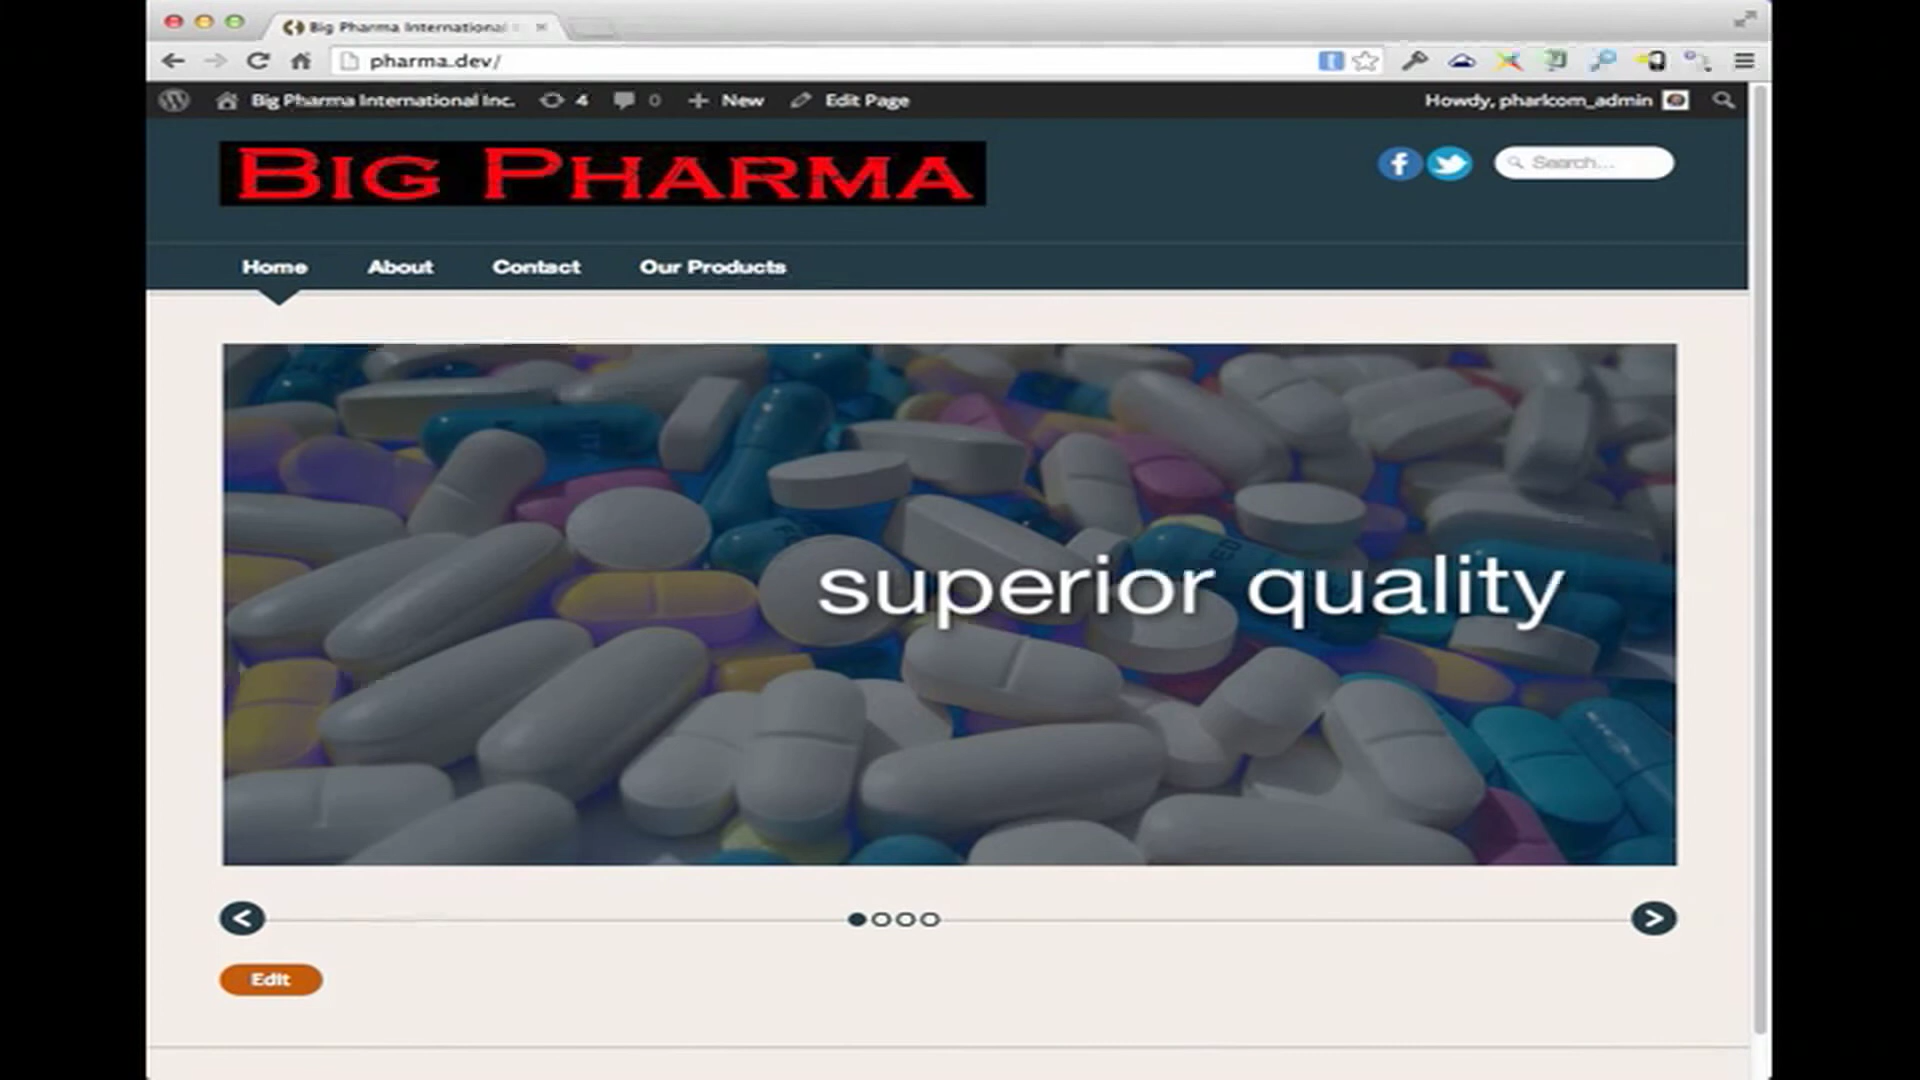 Big Pharma International
pharma.dev/
Big Pharma International Inc. 4 0 New Edit Page Howdy, pharkom_admin
BIG PHARMA
Search...
Home About Contact Our Products
superior quality
Edit